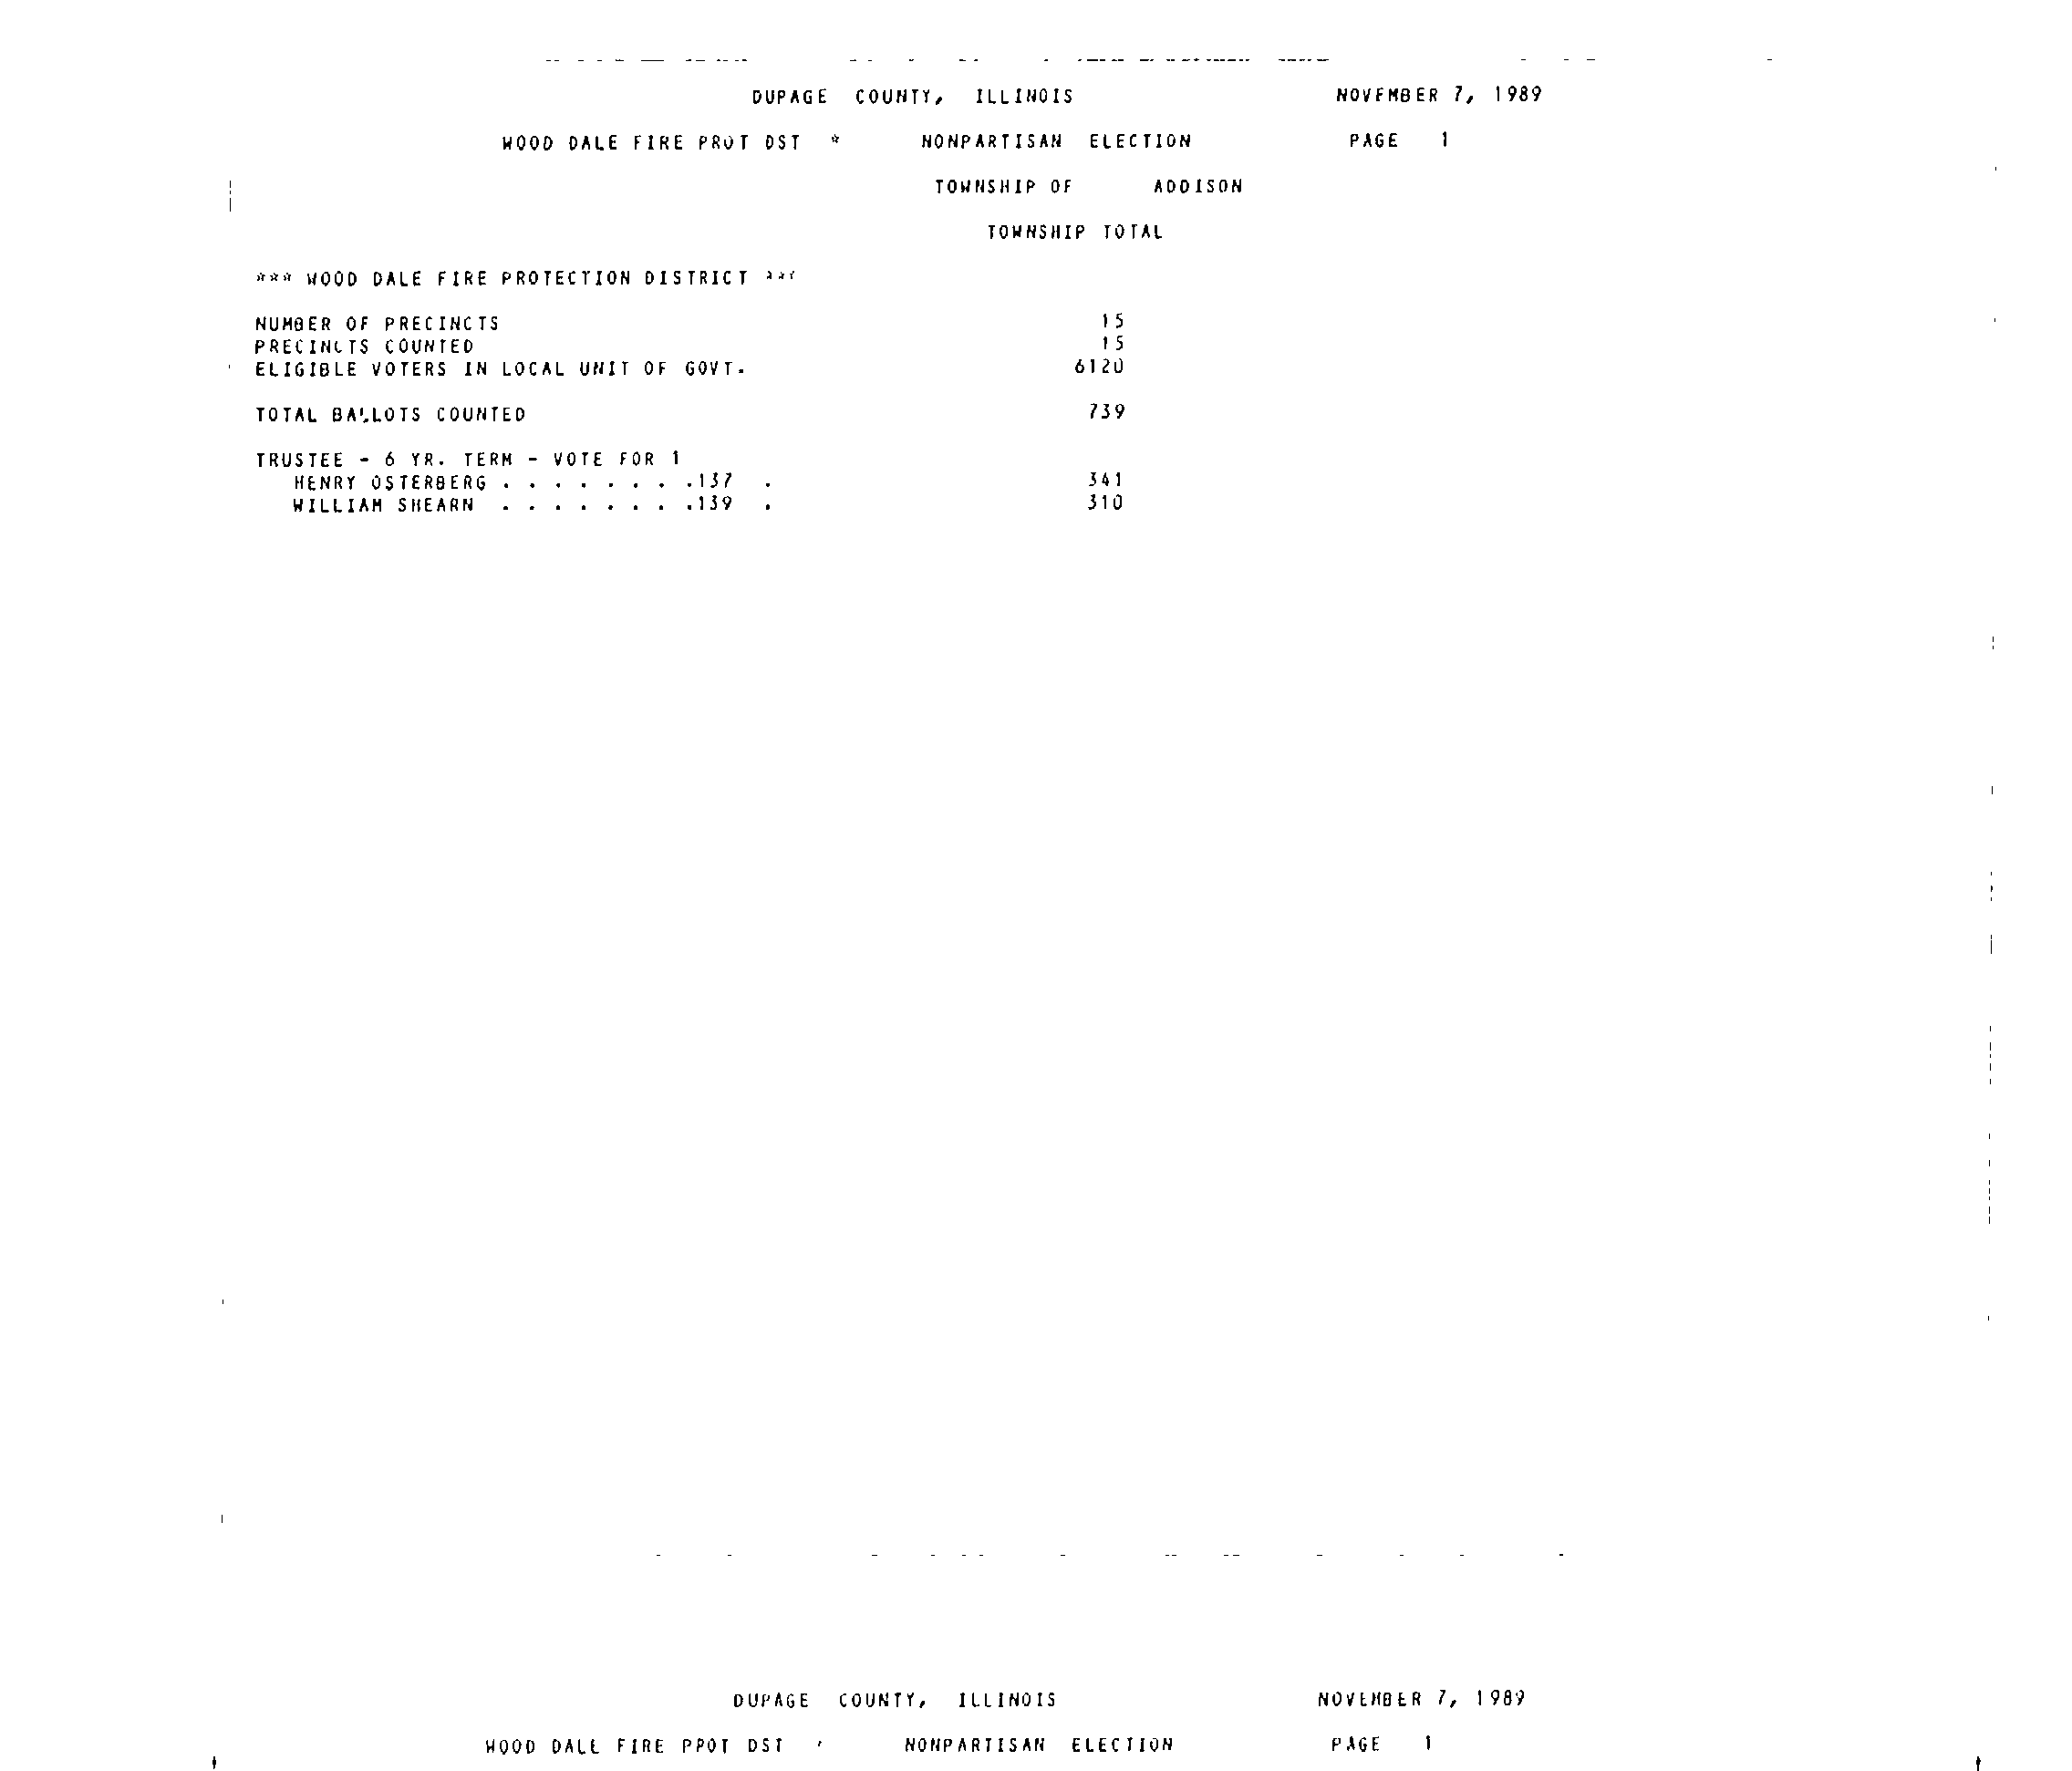 DUPAGE COUNTY, ILLINOIS NOVEMBER 7, 1989
WOOD DALE FIRE PROT DST * NONPARTISAN ELECTION PAGE 1
TOWNSHIP OF ADDISON
TOWNSHIP TOTAL
*** WOOD DALE FIRE PROTECTION DISTRICT ***
NUMBER OF PRECINCTS 15
PRECINCTS COUNTED 15
ELIGIBLE VOTERS IN LOCAL UNIT OF GOVT. 6120
TOTAL BALLOTS COUNTED 739
TRUSTEE - 6 YR. TERM - VOTE FOR 1
HENRY OSTERBERG . . . . . . . .137 . 341
WILLIAM SHEARN . . . . . . . .139 . 310
DUPAGE COUNTY, ILLINOIS NOVEMBER 7, 1989
WOOD DALE FIRE PROT DST * NONPARTISAN ELECTION PAGE 1